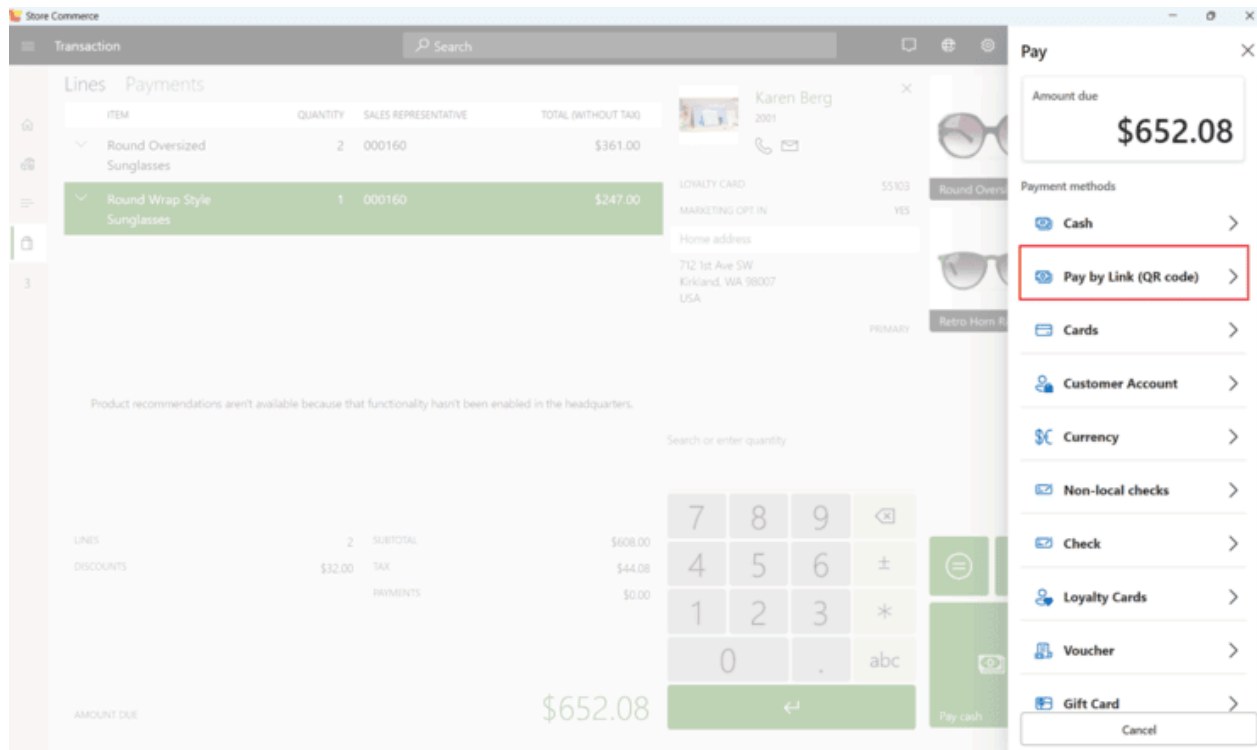 Store Commerce
Transaction
Search
Lines Payments
ITEM QUANTITY SALES REPRESENTATIVE TOTAL (WITHOUT TAX)
Round Oversized 2 000160 $361.00
Sunglasses
Round Wrap Style 1 000160 $247.00
Sunglasses
Product recommendations aren't available because that functionality hasn't been enabled in the headquarters.
LINES 2 SUBTOTAL $608.00
DISCOUNTS $32.00 TAX $44.08
PAYMENTS $0.00
AMOUNT DUE $652.08
3
Karen Berg
2001
LOYALTY CARD 55103
MARKETING OPT IN YES
Home address
712 1st Ave SW
Kirkland, WA 98007
USA
PRIMARY
Search or enter quantity
7 8 9
4 5 6 ±
1 2 3 *
0 . abc
Round Overs
Retro Horn R
Pay cash
Pay
Amount due
$652.08
Payment methods
Cash
Pay by Link (QR code)
Cards
Customer Account
$€ Currency
Non-local checks
Check
Loyalty Cards
Voucher
Gift Card
Cancel